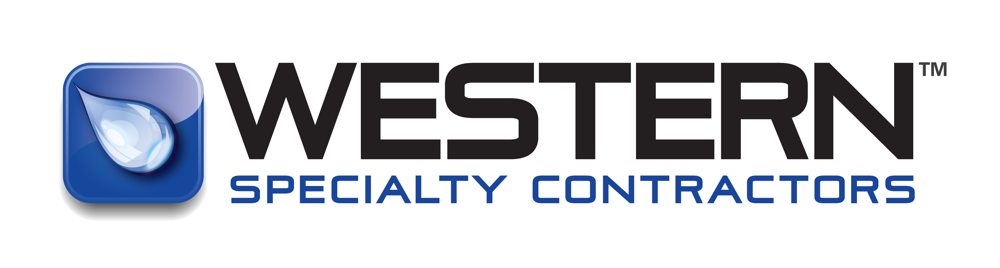 WESTERN™
SPECIALTY CONTRACTORS